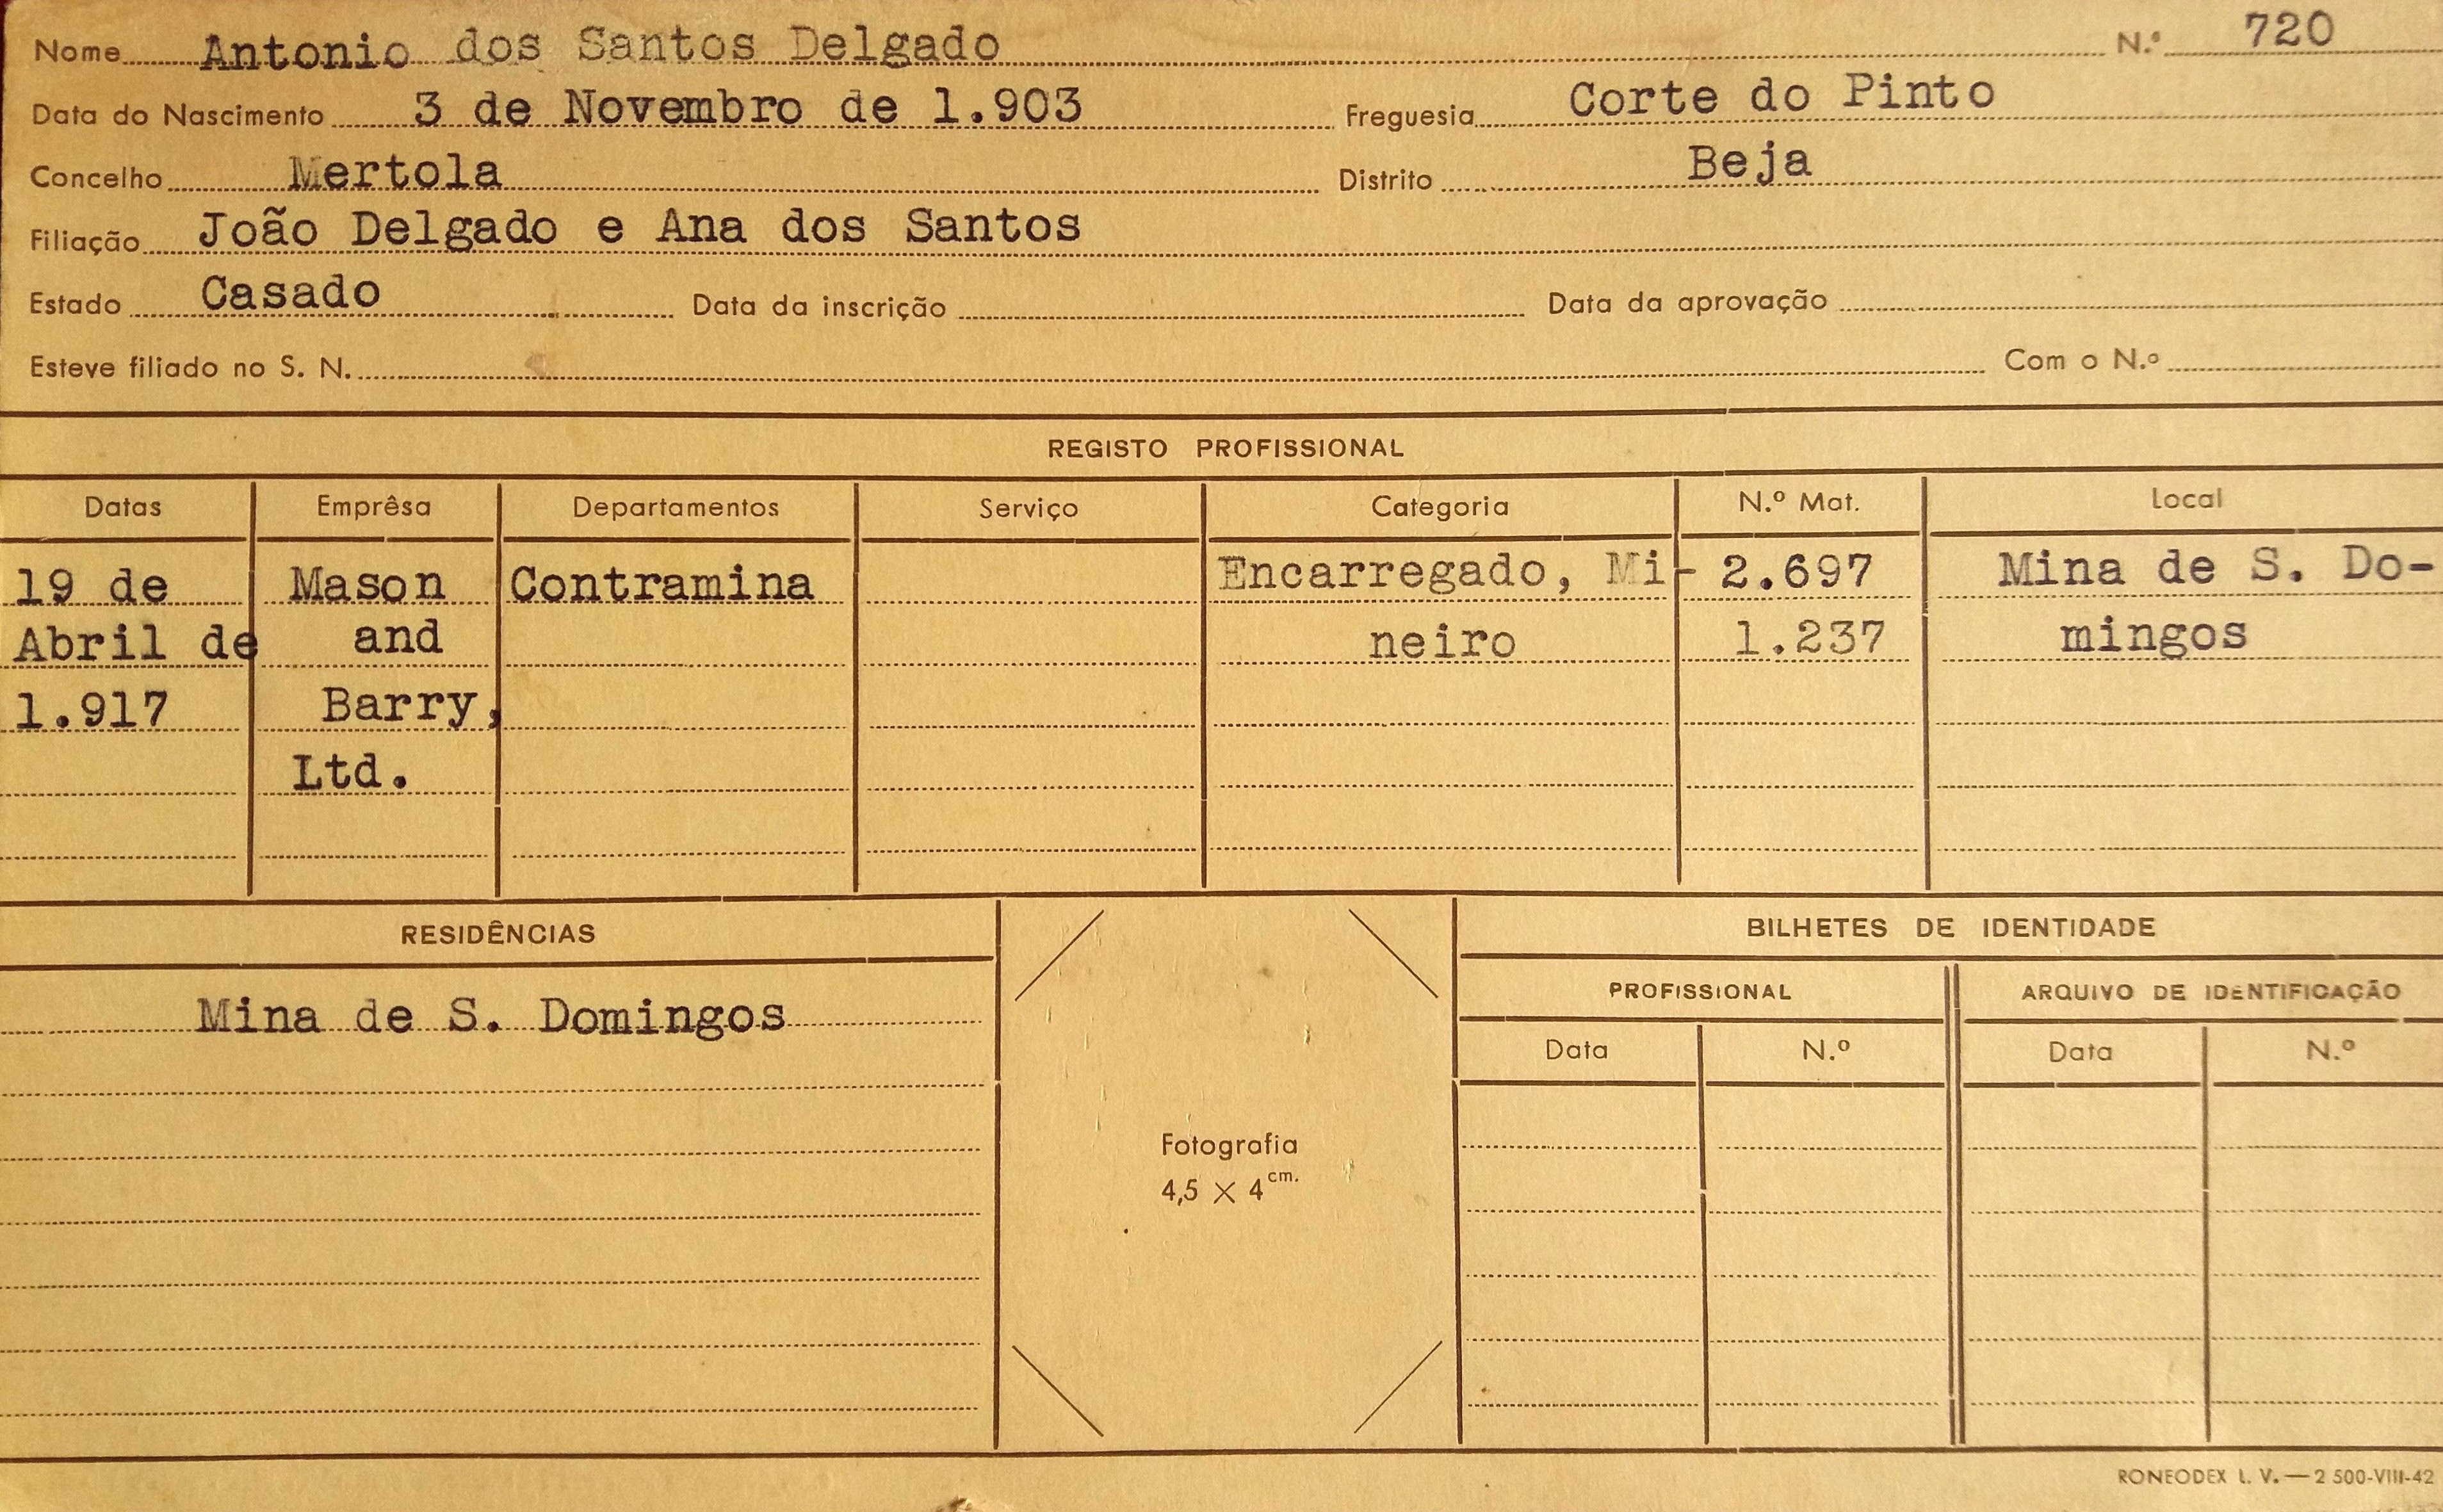 Nome Antonio dos Santos Delgado N.º 720
Data do Nascimento 3 de Novembro de 1.903 Freguesia Corte do Pinto
Concelho Mertola Distrito Beja
Filiação João Delgado e Ana dos Santos
Estado Casado Data da inscrição Data da aprovação
Esteve filiado no S. N. Com o N.º
REGISTO PROFISSIONAL
Datas Emprêsa Departamentos Serviço Categoria N.º Mat. Local
19 de Mason Contramina Encarregado, Mi- 2.697 Mina de S. Do-
Abril de and neiro 1.237 mingos
1.917 Barry,
Ltd.
RESIDÊNCIAS BILHETES DE IDENTIDADE
PROFISSIONAL ARQUIVO DE IDENTIFICAÇÃO
Mina de S. Domingos
Data N.º Data N.º
Fotografia
4,5 × 4 cm.
RONEODEX L. V. — 2 500-VIII-42